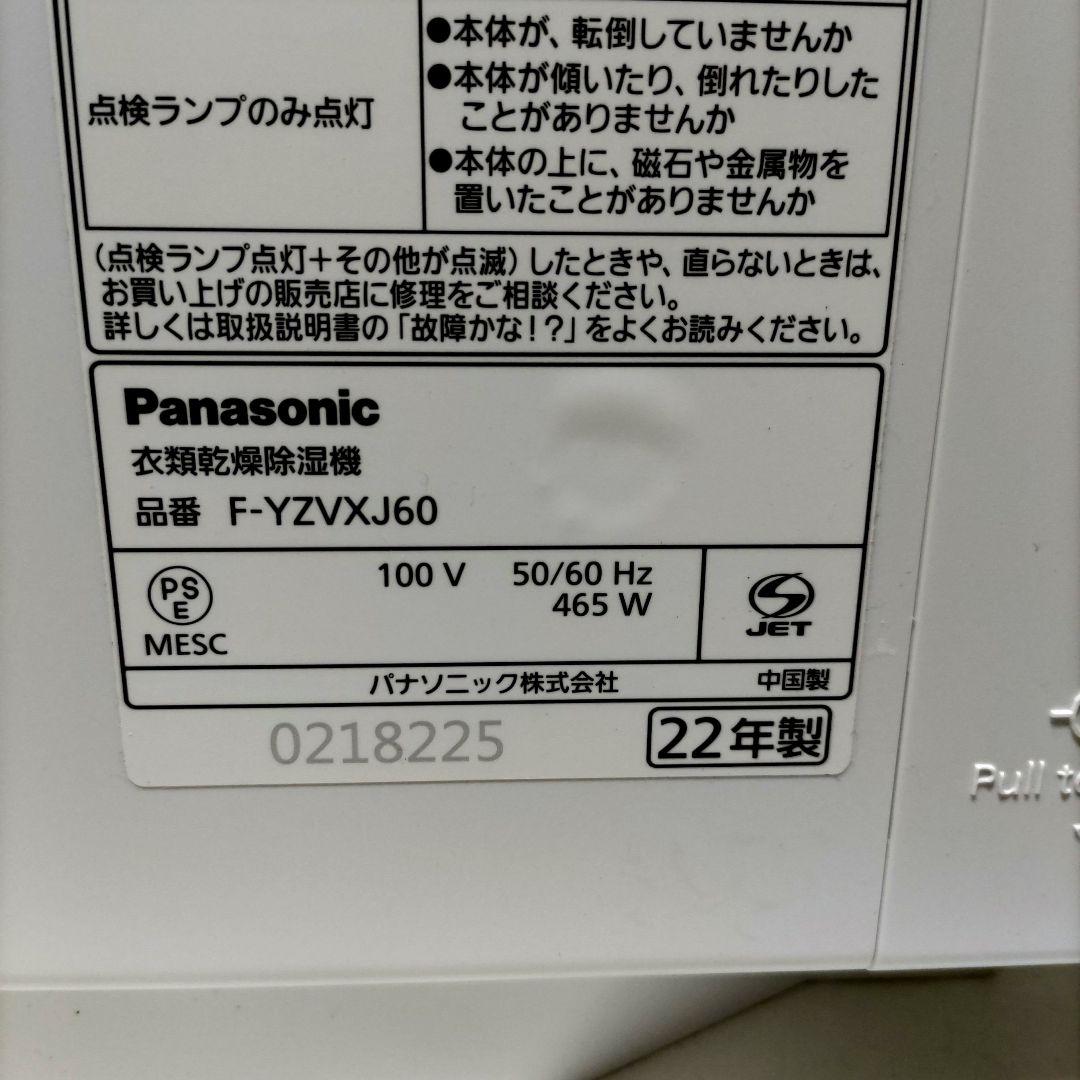 点検ランプのみ点灯
●本体が、転倒していませんか
●本体が傾いたり、倒れたりした
ことがありませんか
●本体の上に、磁石や金属物を
置いたことがありませんか
(点検ランプ点灯+その他が点滅)したときや、直らないときは、
お買い上げの販売店に修理をご相談ください。
詳しくは取扱説明書の「故障かな!?」をよくお読みください。
Panasonic
衣類乾燥除湿機
品番 F-YZVXJ60
PS
E
MESC
100 V 50/60 Hz
465 W
S
JET
パナソニック株式会社 中国製
0218225
22年製
Pull